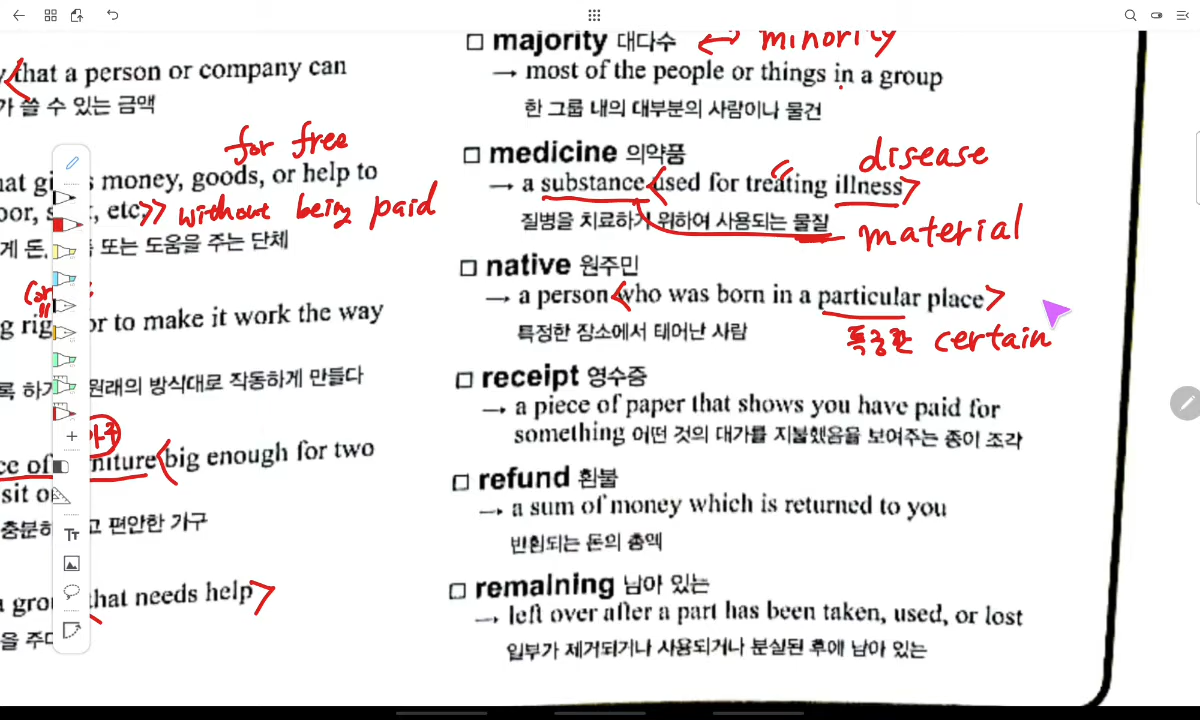 that a person or company can
가 쓸 수 있는 금액
for free
money, goods, or help to
etc. without being paid
또는 도움을 주는 단체
or to make it work the way
원래의 방식대로 작동하게 만들다
big enough for two
sit
고 편안한 가구
that needs help
majority 대다수 ↔ minority
→ most of the people or things in a group
한 그룹 내의 대부분의 사람이나 물건
medicine 의약품
disease
→ a substance used for treating illness
질병을 치료하기 위하여 사용되는 물질
material
native 원주민
→ a person who was born in a particular place
특정한 장소에서 태어난 사람
certain
receipt 영수증
→ a piece of paper that shows you have paid for
something 어떤 것의 대가를 지불했음을 보여주는 종이 조각
refund 환불
→ a sum of money which is returned to you
반환되는 돈의 총액
remaining 남아 있는
→ left over after a part has been taken, used, or lost
일부가 제거되거나 사용되거나 분실된 후에 남아 있는
Tт